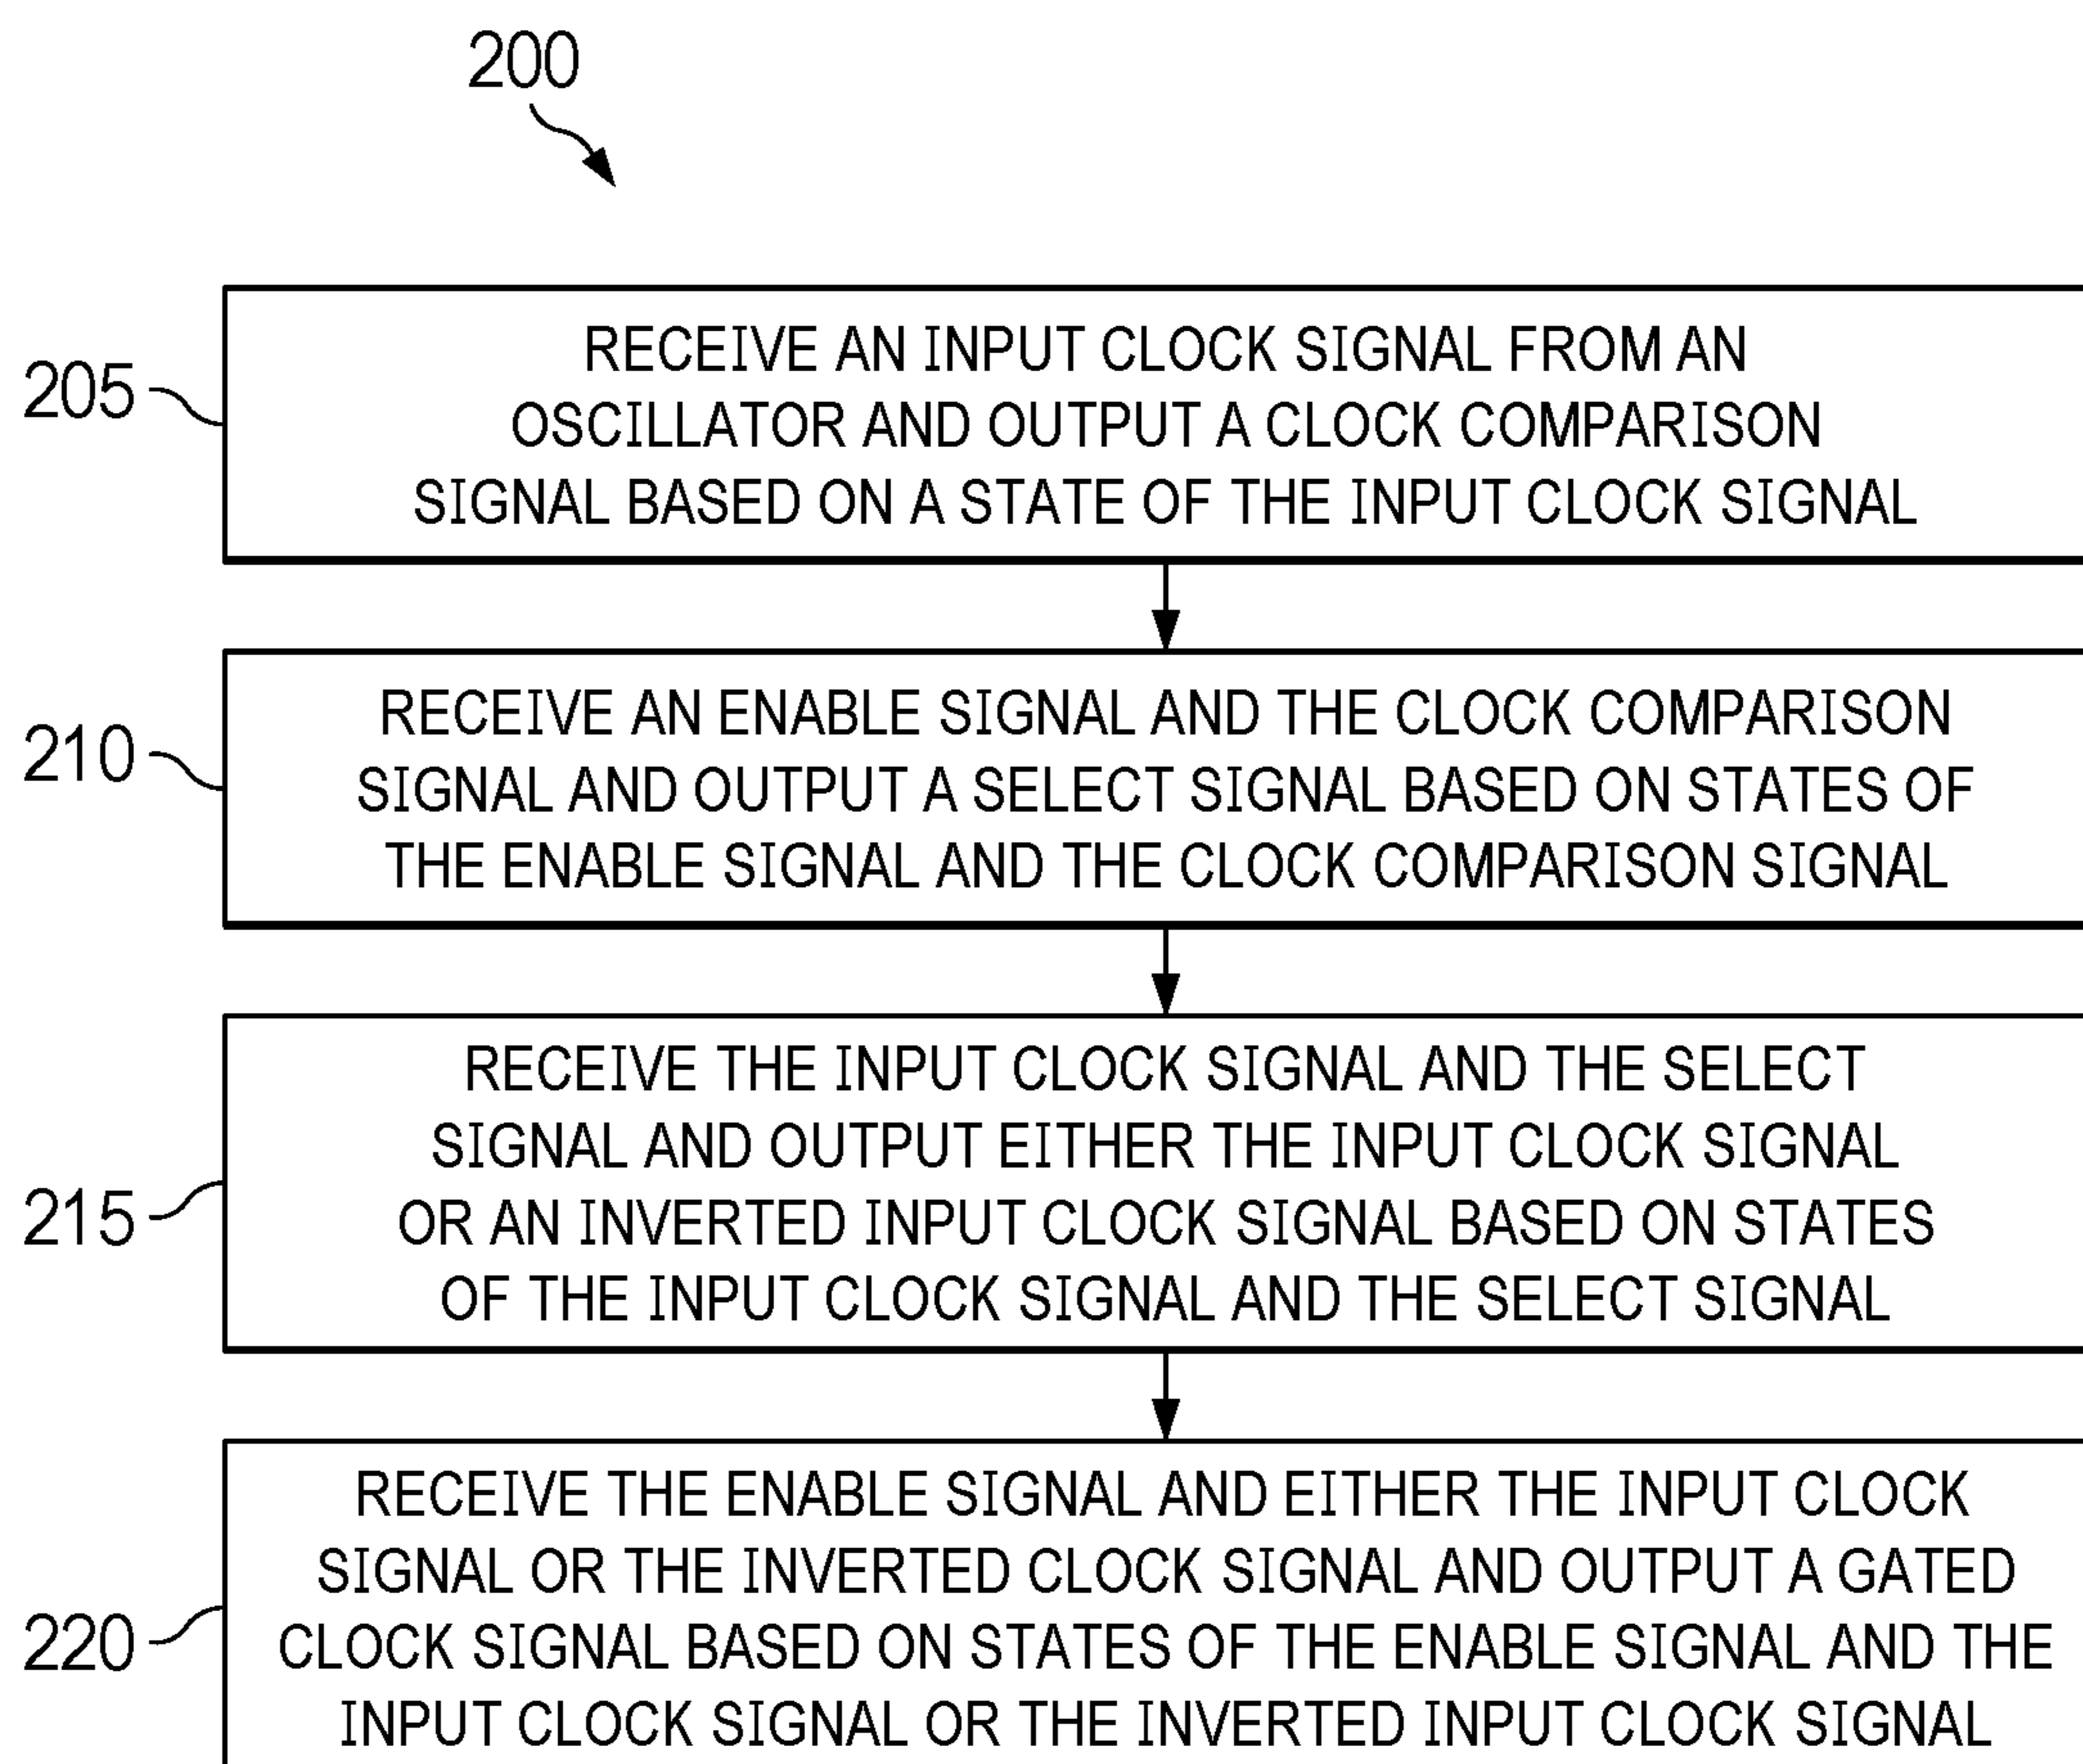 200
205
RECEIVE AN INPUT CLOCK SIGNAL FROM AN
OSCILLATOR AND OUTPUT A CLOCK COMPARISON
SIGNAL BASED ON A STATE OF THE INPUT CLOCK SIGNAL
210
RECEIVE AN ENABLE SIGNAL AND THE CLOCK COMPARISON
SIGNAL AND OUTPUT A SELECT SIGNAL BASED ON STATES OF
THE ENABLE SIGNAL AND THE CLOCK COMPARISON SIGNAL
215
RECEIVE THE INPUT CLOCK SIGNAL AND THE SELECT
SIGNAL AND OUTPUT EITHER THE INPUT CLOCK SIGNAL
OR AN INVERTED INPUT CLOCK SIGNAL BASED ON STATES
OF THE INPUT CLOCK SIGNAL AND THE SELECT SIGNAL
220
RECEIVE THE ENABLE SIGNAL AND EITHER THE INPUT CLOCK
SIGNAL OR THE INVERTED CLOCK SIGNAL AND OUTPUT A GATED
CLOCK SIGNAL BASED ON STATES OF THE ENABLE SIGNAL AND THE
INPUT CLOCK SIGNAL OR THE INVERTED INPUT CLOCK SIGNAL